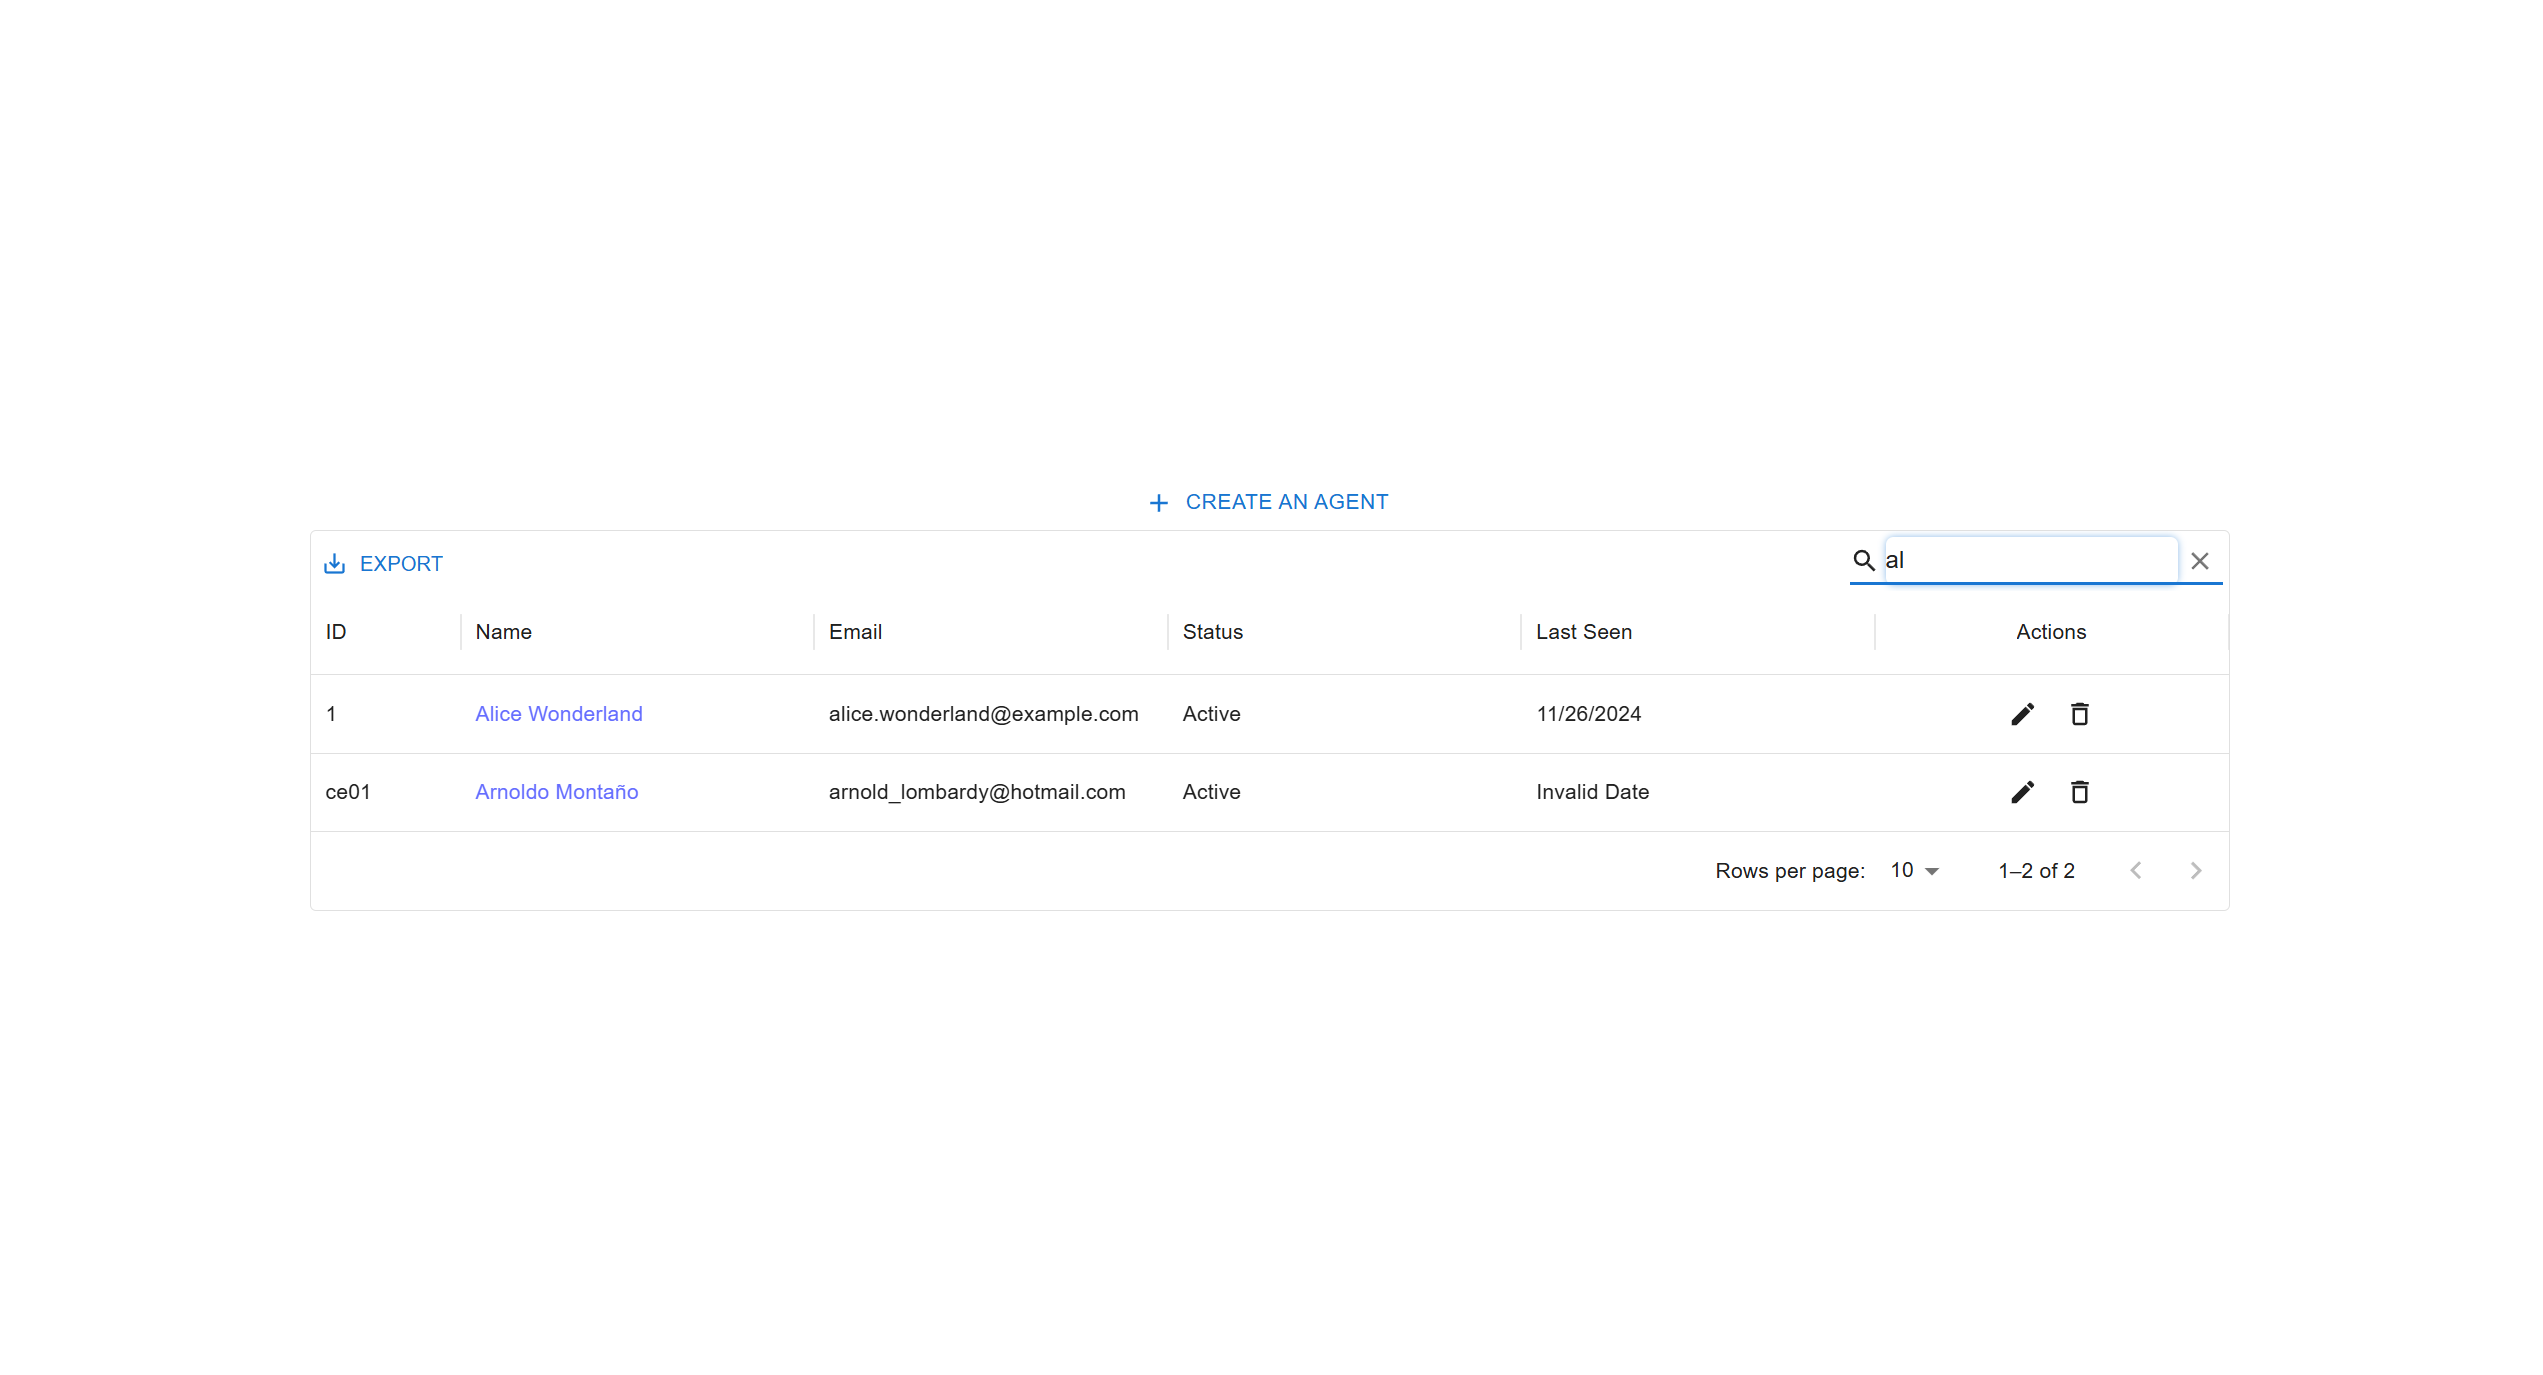 CREATE AN AGENT
EXPORT
al
ID Name Email Status Last Seen Actions
1 Alice Wonderland alice.wonderland@example.com Active 11/26/2024
ce01 Arnoldo Montaño arnold_lombardy@hotmail.com Active Invalid Date
Rows per page: 10 1–2 of 2